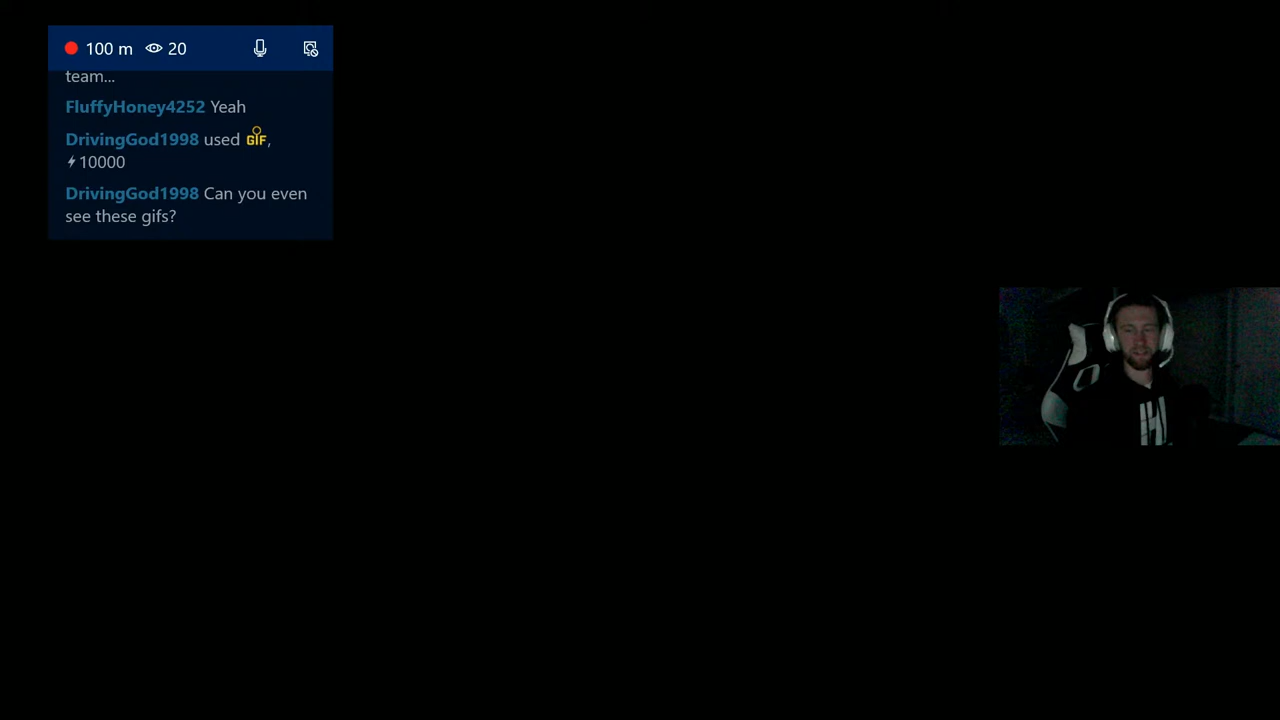 100 m 20
team...
FluffyHoney4252 Yeah
DrivingGod1998 used GIF,
10000
DrivingGod1998 Can you even
see these gifs?
H